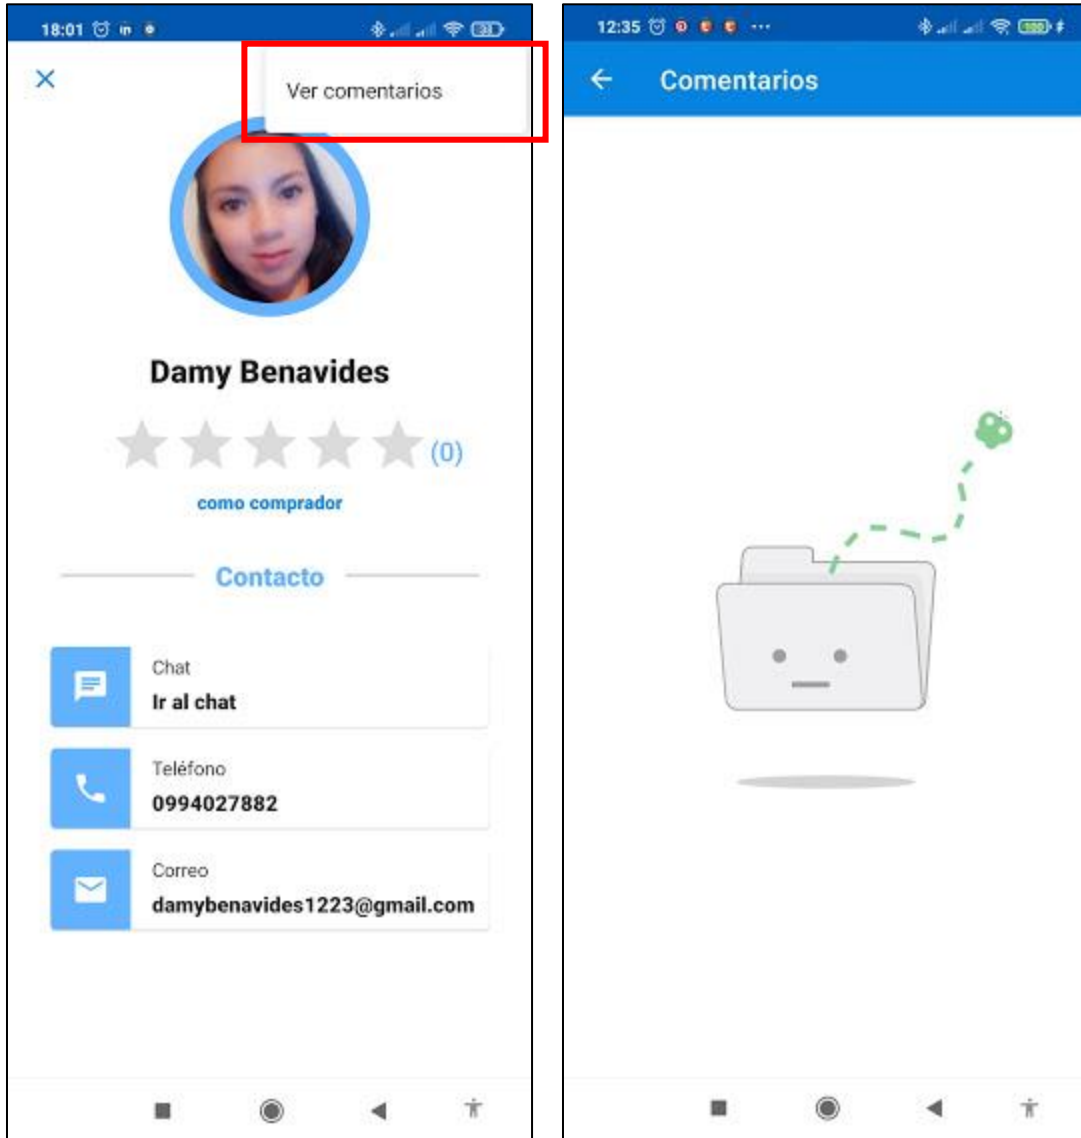 18:01
Ver comentarios
Damy Benavides
(0)
como comprador
Contacto
Chat
Ir al chat
Teléfono
0994027882
Correo
damybenavides1223@gmail.com
12:35
100
Comentarios